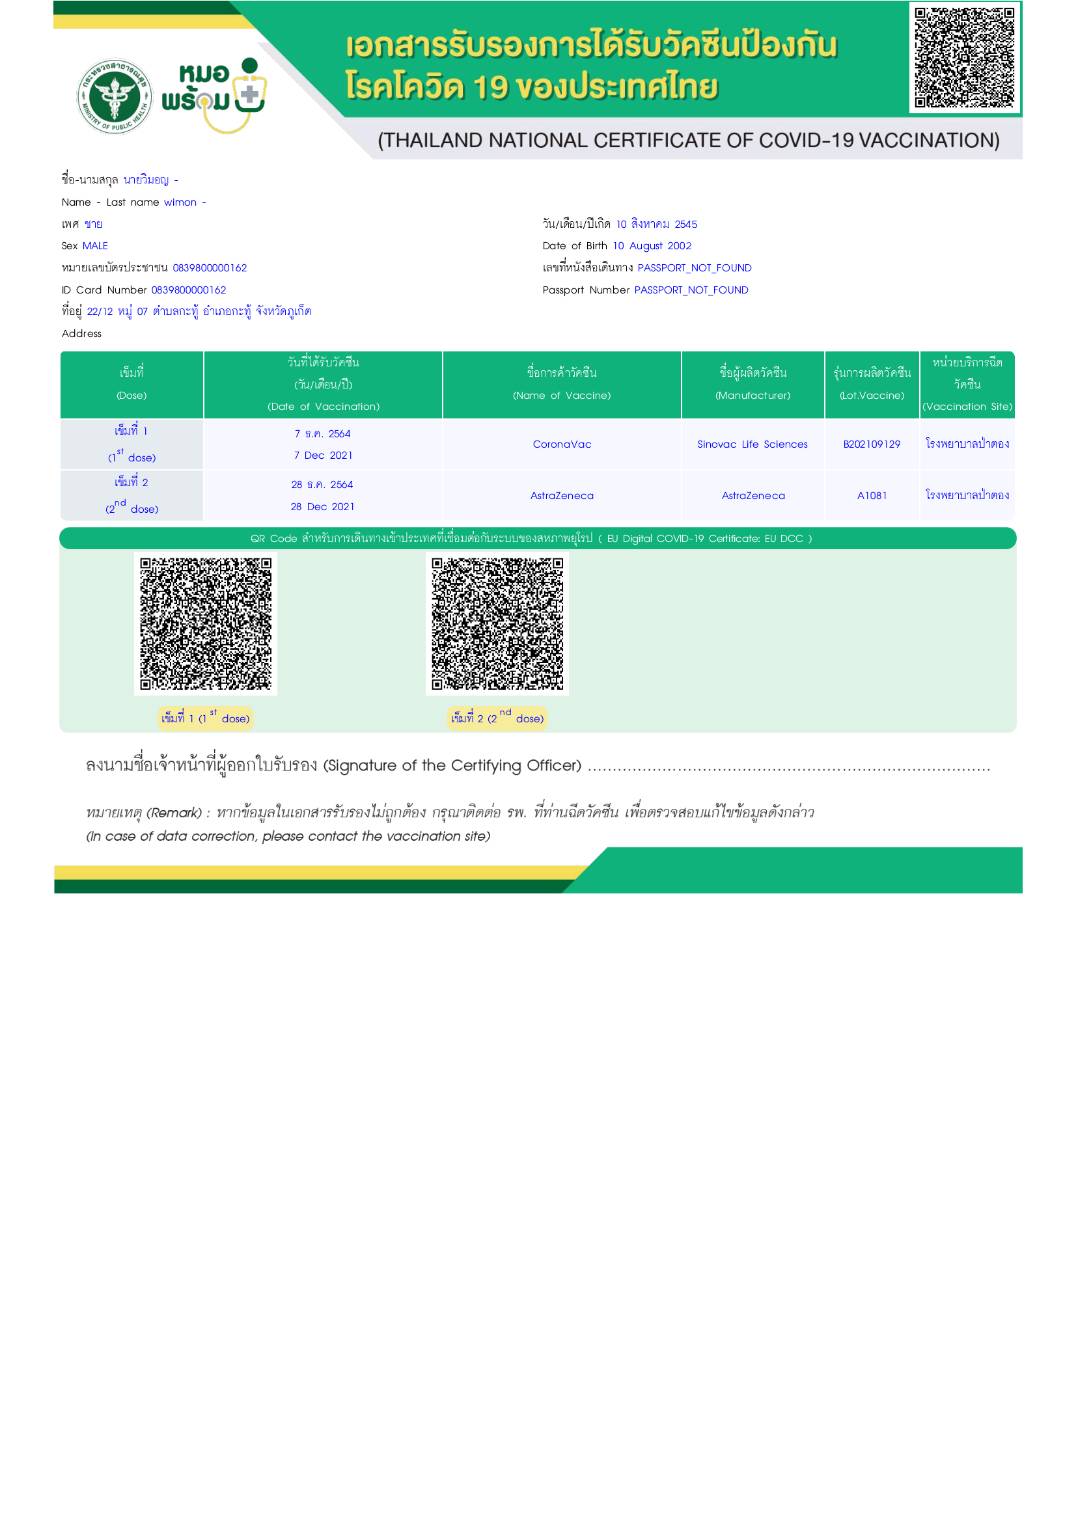 เอกสารรับรองการได้รับวัคซีนป้องกัน
โรคโควิด 19 ของประเทศไทย
กระทรวงสาธารณสุข
MINISTRY OF PUBLIC HEALTH
หมอ
พร้อม
(THAILAND NATIONAL CERTIFICATE OF COVID-19 VACCINATION)
ชื่อ-นามสกุล นายวิมอญ -
Name - Last name wimon -
เพศ ชาย
วัน/เดือน/ปีเกิด 10 สิงหาคม 2545
Sex MALE
Date of Birth 10 August 2002
หมายเลขบัตรประชาชน 0839800000162
เลขที่หนังสือเดินทาง PASSPORT_NOT_FOUND
ID Card Number 0839800000162
Passport Number PASSPORT_NOT_FOUND
ที่อยู่ 22/12 หมู่ 07 ตำบลกะทู้ อำเภอกะทู้ จังหวัดภูเก็ต
Address
เข็มที่
(Dose)
วันที่ได้รับวัคซีน
(วัน/เดือน/ปี)
(Date of Vaccination)
ชื่อการค้าวัคซีน
(Name of Vaccine)
ชื่อผู้ผลิตวัคซีน
(Manufacturer)
รุ่นการผลิตวัคซีน
(Lot.Vaccine)
หน่วยบริการฉีด
วัคซีน
(Vaccination Site)
เข็มที่ 1
(1st dose)
7 ธ.ค. 2564
7 Dec 2021
CoronaVac
Sinovac Life Sciences
B202109129
โรงพยาบาลป่าตอง
เข็มที่ 2
(2nd dose)
28 ธ.ค. 2564
28 Dec 2021
AstraZeneca
AstraZeneca
A1081
โรงพยาบาลป่าตอง
QR Code สำหรับการเดินทางเข้าประเทศที่เชื่อมต่อกับระบบของสหภาพยุโรป ( EU Digital COVID-19 Certificate: EU DCC )
เข็มที่ 1 (1st dose)
เข็มที่ 2 (2nd dose)
ลงนามชื่อเจ้าหน้าที่ผู้ออกใบรับรอง (Signature of the Certifying Officer) ................................................................................
หมายเหตุ (Remark) : หากข้อมูลในเอกสารรับรองไม่ถูกต้อง กรุณาติดต่อ รพ. ที่ท่านฉีดวัคซีน เพื่อตรวจสอบแก้ไขข้อมูลดังกล่าว
(In case of data correction, please contact the vaccination site)